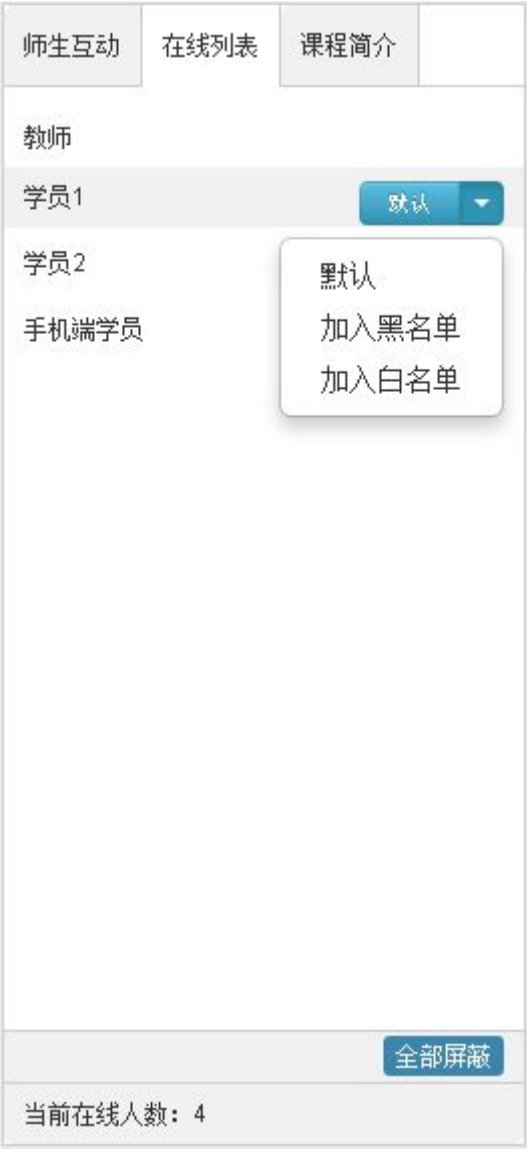 师生互动 在线列表 课程简介
教师
学员1 默认
学员2
默认
手机端学员
加入黑名单
加入白名单
全部屏蔽
当前在线人数：4